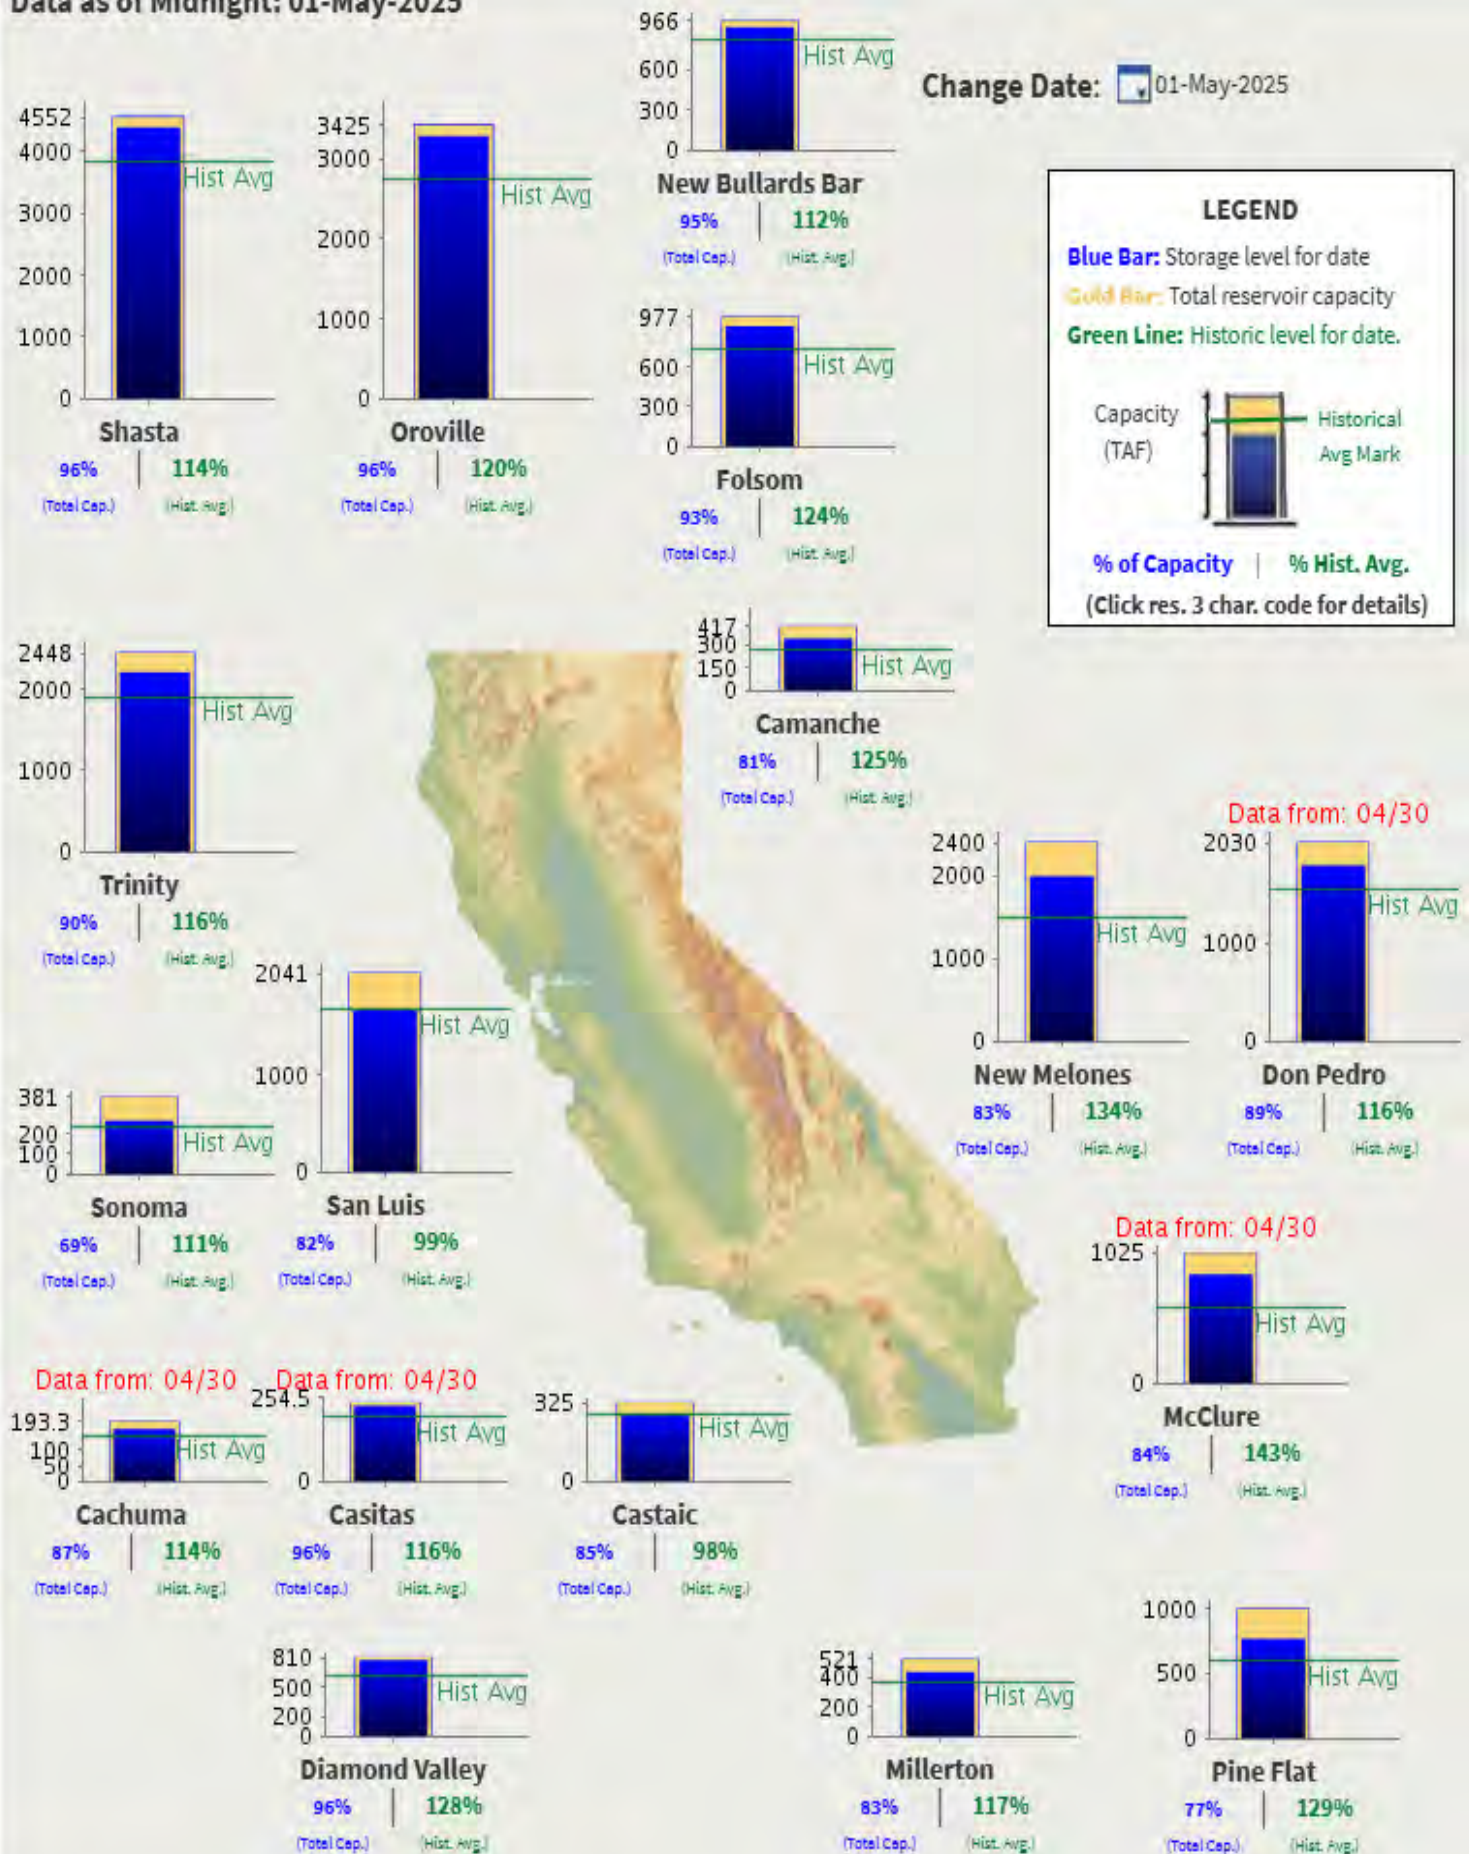 Data as of Midnight: 01-May-2025
966
600
300
0
Hist Avg
New Bullards Bar
95% | 112%
(Total Cap.) (Hist. Avg.)
Change Date: 01-May-2025
4552
4000
3000
2000
1000
0
Hist Avg
Shasta
96% | 114%
(Total Cap.) (Hist. Avg.)
3425
3000
2000
1000
0
Hist Avg
Oroville
96% | 120%
(Total Cap.) (Hist. Avg.)
977
600
300
0
Hist Avg
Folsom
93% | 124%
(Total Cap.) (Hist. Avg.)
LEGEND
Blue Bar: Storage level for date
Gold Bar: Total reservoir capacity
Green Line: Historic level for date.
Capacity
(TAF)
Historical
Avg Mark
% of Capacity | % Hist. Avg.
(Click res. 3 char. code for details)
2448
2000
1000
0
Hist Avg
Trinity
90% | 116%
(Total Cap.) (Hist. Avg.)
417
300
150
0
Hist Avg
Camanche
81% | 125%
(Total Cap.) (Hist. Avg.)
2400
2000
1000
0
Hist Avg
New Melones
83% | 134%
(Total Cap.) (Hist. Avg.)
Data from: 04/30
2030
1000
0
Hist Avg
Don Pedro
89% | 116%
(Total Cap.) (Hist. Avg.)
381
200
100
0
Hist Avg
Sonoma
69% | 111%
(Total Cap.) (Hist. Avg.)
2041
1000
0
Hist Avg
San Luis
82% | 99%
(Total Cap.) (Hist. Avg.)
Data from: 04/30
1025
0
Hist Avg
McClure
84% | 143%
(Total Cap.) (Hist. Avg.)
Data from: 04/30
193.3
100
50
0
Hist Avg
Cachuma
87% | 114%
(Total Cap.) (Hist. Avg.)
Data from: 04/30
254.5
0
Hist Avg
Casitas
96% | 116%
(Total Cap.) (Hist. Avg.)
325
0
Hist Avg
Castaic
85% | 98%
(Total Cap.) (Hist. Avg.)
810
500
200
0
Hist Avg
Diamond Valley
96% | 128%
(Total Cap.) (Hist. Avg.)
521
400
200
0
Hist Avg
Millerton
83% | 117%
(Total Cap.) (Hist. Avg.)
1000
500
0
Hist Avg
Pine Flat
77% | 129%
(Total Cap.) (Hist. Avg.)